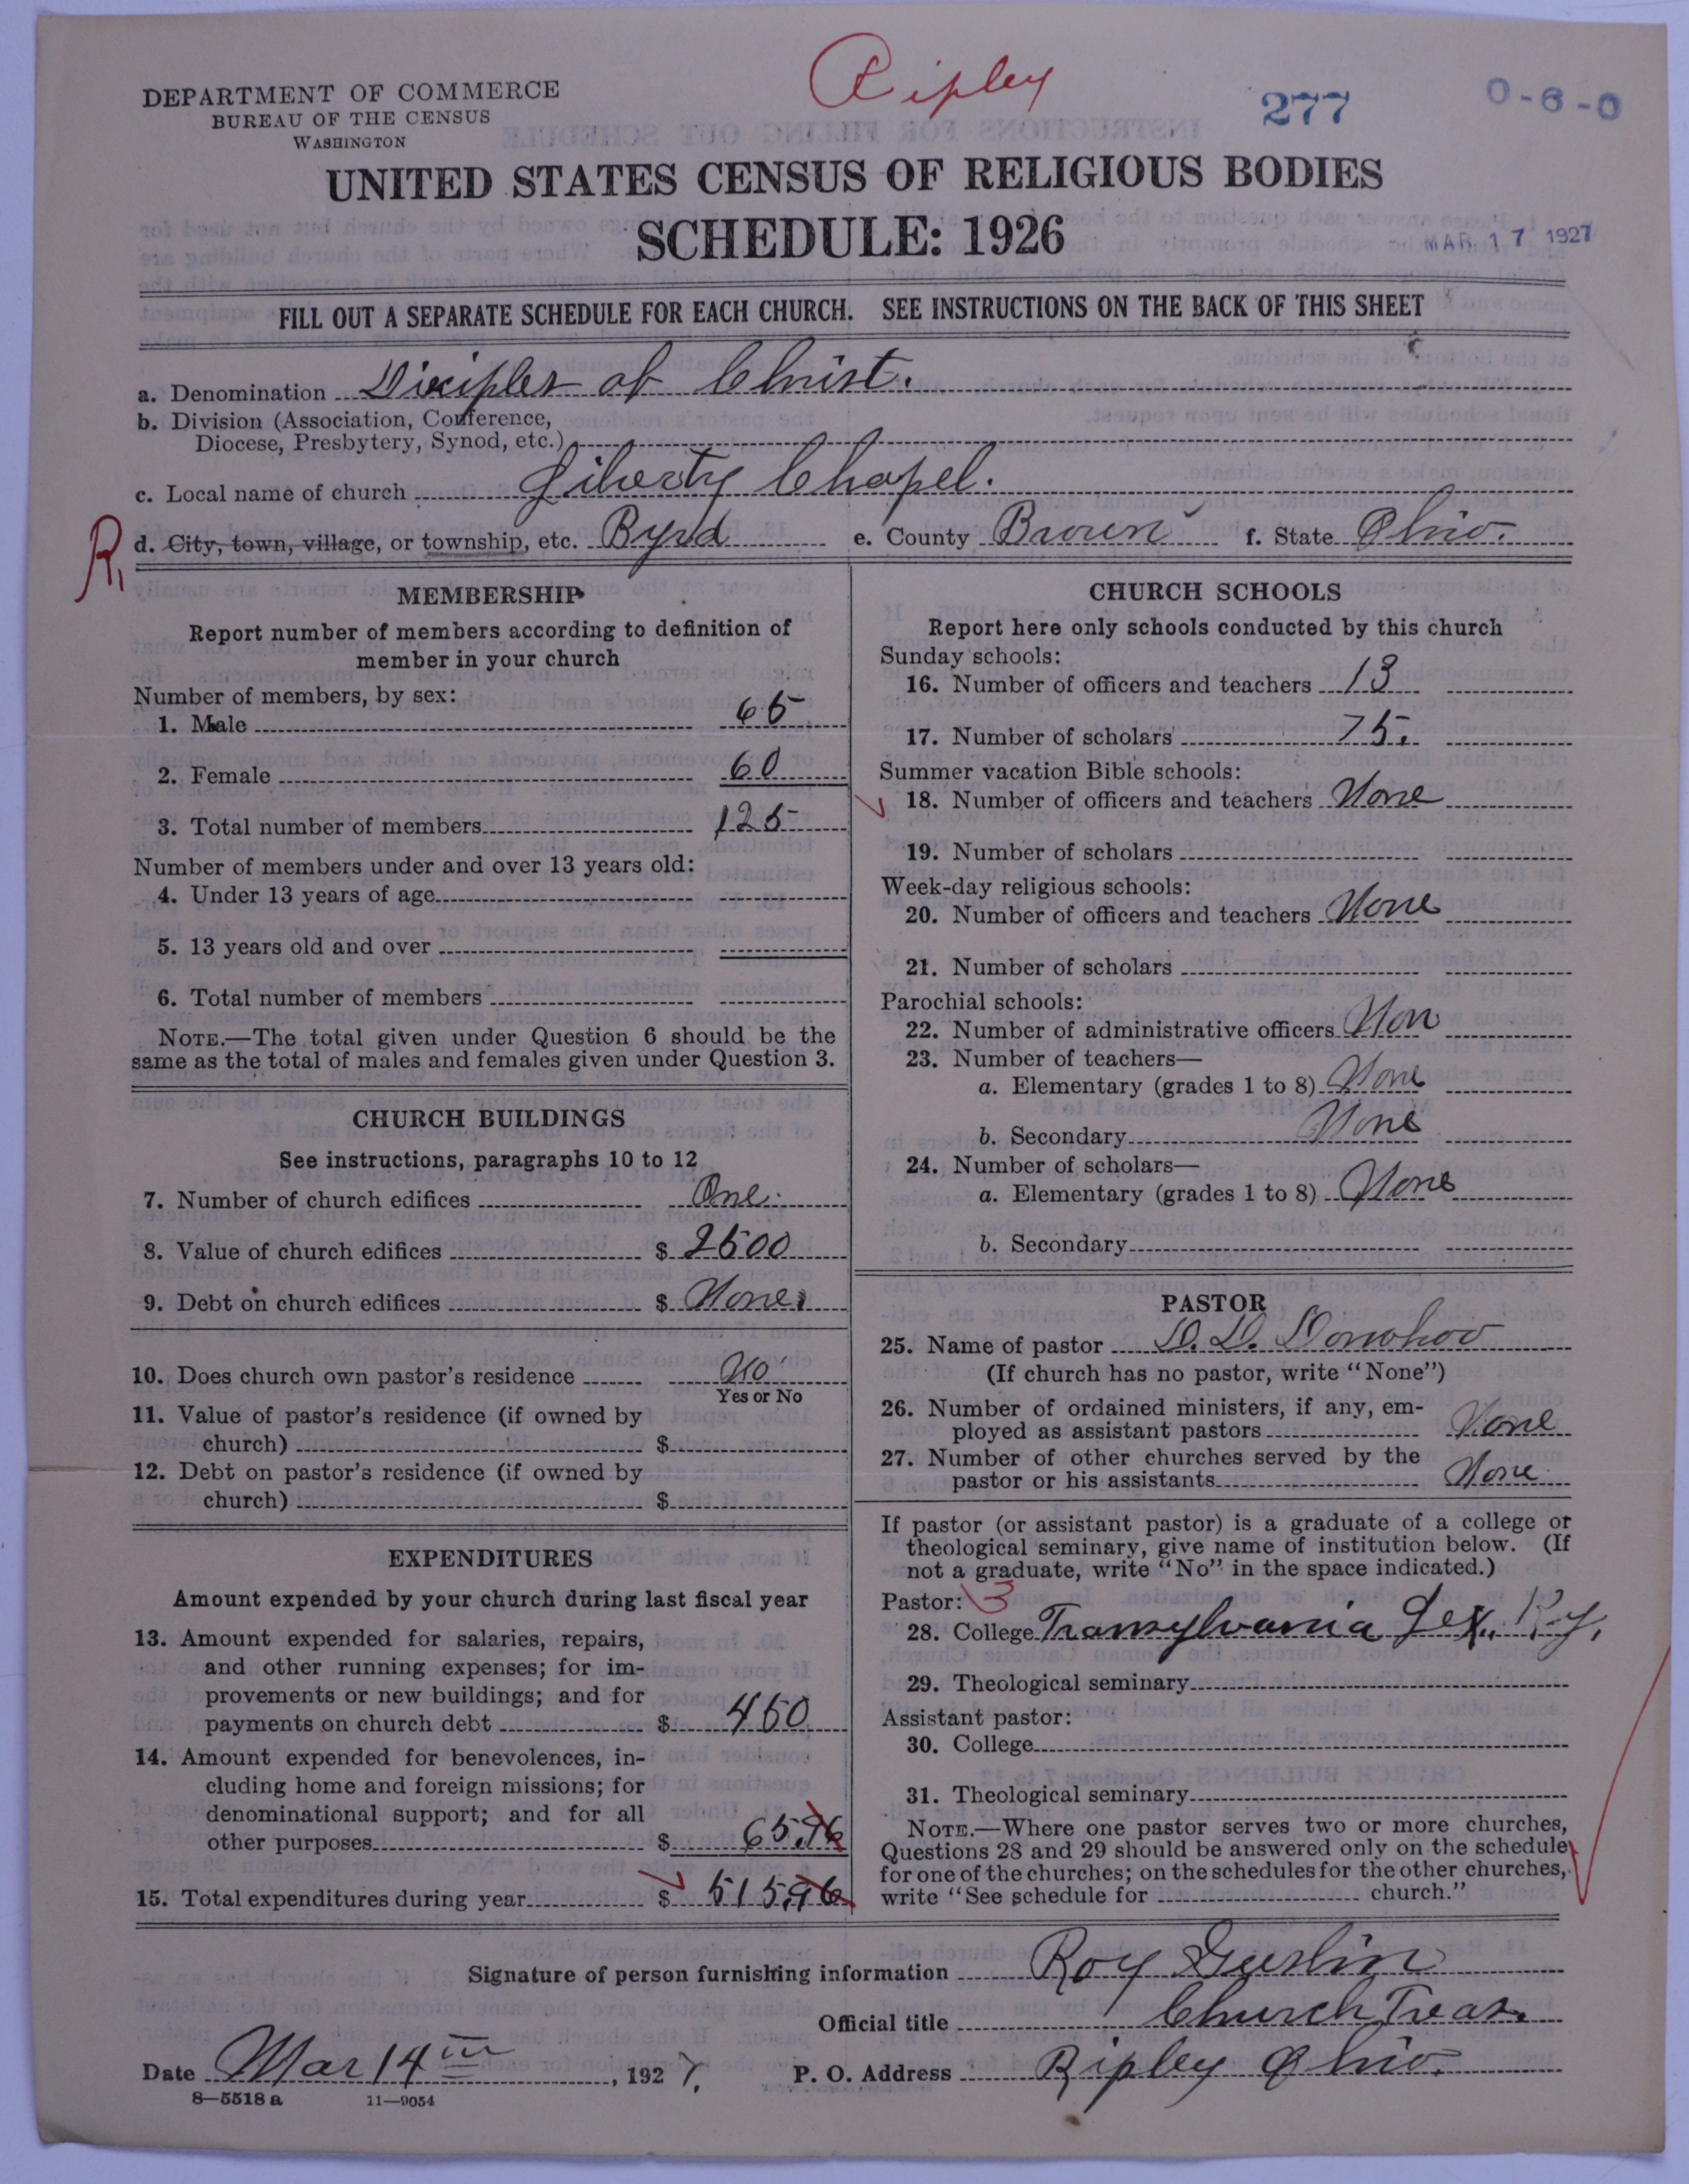 Ripley
DEPARTMENT OF COMMERCE
BUREAU OF THE CENSUS
WASHINGTON
277
0-6-0
UNITED STATES CENSUS OF RELIGIOUS BODIES
SCHEDULE: 1926
MAR 17 1927
FILL OUT A SEPARATE SCHEDULE FOR EACH CHURCH. SEE INSTRUCTIONS ON THE BACK OF THIS SHEET
a. Denomination Diciples of Christ.
b. Division (Association, Conference,
Diocese, Presbytery, Synod, etc.)
c. Local name of church Liberty Chapel.
R1 d. City, town, village, or township, etc. Byrd e. County Brown f. State Ohio.
MEMBERSHIP
Report number of members according to definition of
member in your church
Number of members, by sex:
1. Male 65
2. Female 60
3. Total number of members 125
Number of members under and over 13 years old:
4. Under 13 years of age
5. 13 years old and over
6. Total number of members
NOTE.—The total given under Question 6 should be the
same as the total of males and females given under Question 3.
CHURCH BUILDINGS
See instructions, paragraphs 10 to 12
7. Number of church edifices One.
8. Value of church edifices $ 2500
9. Debt on church edifices $ None.
10. Does church own pastor's residence No
Yes or No
11. Value of pastor's residence (if owned by
church) $
12. Debt on pastor's residence (if owned by
church) $
EXPENDITURES
Amount expended by your church during last fiscal year
13. Amount expended for salaries, repairs,
and other running expenses; for im-
provements or new buildings; and for
payments on church debt $ 450
14. Amount expended for benevolences, in-
cluding home and foreign missions; for
denominational support; and for all
other purposes $ 65.96
15. Total expenditures during year $ 515.96
CHURCH SCHOOLS
Report here only schools conducted by this church
Sunday schools:
16. Number of officers and teachers 13
17. Number of scholars 75.
Summer vacation Bible schools:
18. Number of officers and teachers None
19. Number of scholars
Week-day religious schools:
20. Number of officers and teachers None
21. Number of scholars
Parochial schools:
22. Number of administrative officers Non
23. Number of teachers—
a. Elementary (grades 1 to 8) None
b. Secondary None
24. Number of scholars—
a. Elementary (grades 1 to 8) None
b. Secondary
PASTOR
25. Name of pastor D. D. Donohoo
(If church has no pastor, write "None")
26. Number of ordained ministers, if any, em-
ployed as assistant pastors None
27. Number of other churches served by the
pastor or his assistants None
If pastor (or assistant pastor) is a graduate of a college or
theological seminary, give name of institution below. (If
not a graduate, write "No" in the space indicated.)
Pastor: 3
28. College Transylvania Lex. Ky.
29. Theological seminary
Assistant pastor:
30. College
31. Theological seminary
NOTE.—Where one pastor serves two or more churches,
Questions 28 and 29 should be answered only on the schedule
for one of the churches; on the schedules for the other churches,
write "See schedule for church."
Signature of person furnishing information Roy
Official title Church Treas.
Date Mar 14th, 1927. P. O. Address Ripley Ohio.
8—5518 a 11—9054